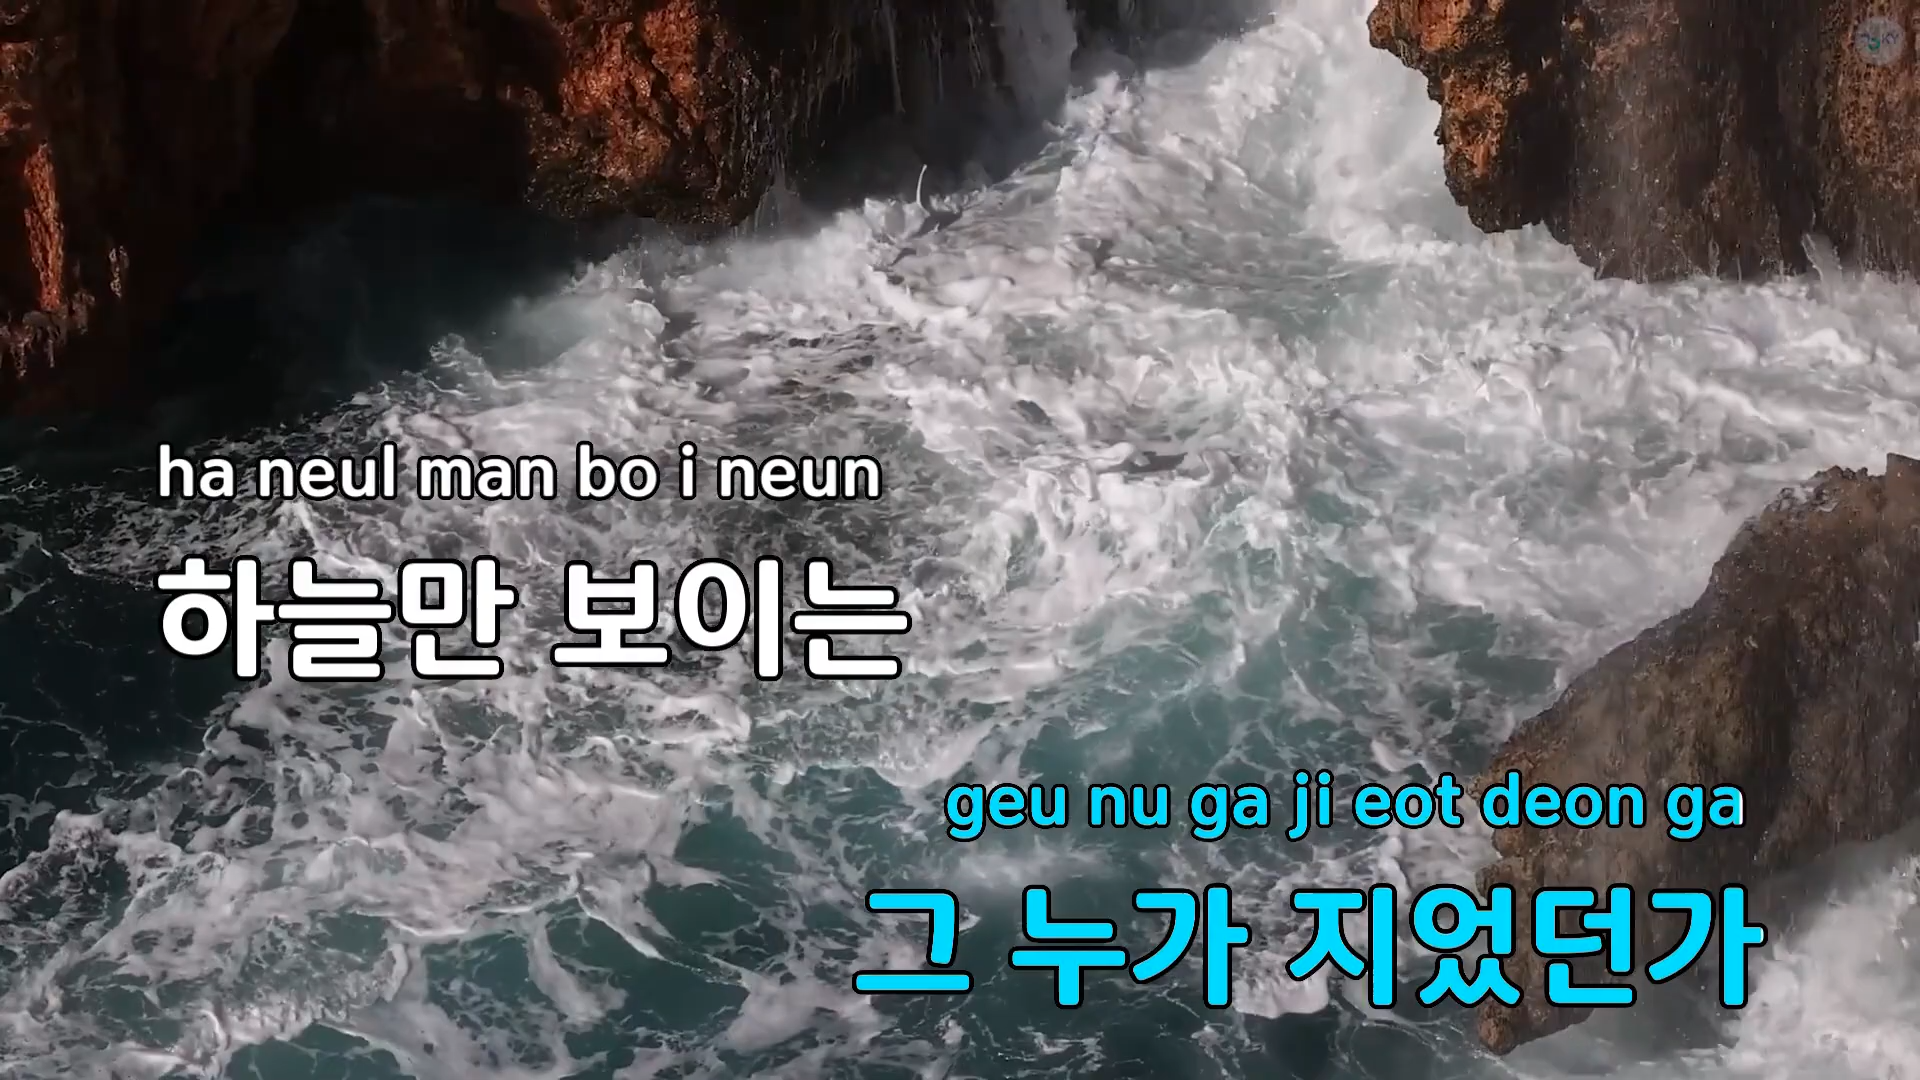 ha neul man bo i neun
하늘만 보이는
geu nu ga ji eot deon ga
그 누가 지었던가